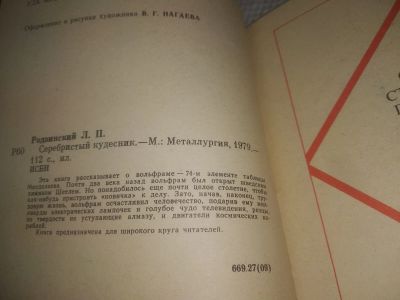 Оформление и рисунки художника В. Г. НАГАЕВА
Радзинский Л. П.
Р60 Серебристый кудесник.—М.: Металлургия, 1979.—
112 с., ил.
ИСБН
Эта книга рассказывает о вольфраме — 74-м элементе таблицы
Менделеева. Почти два века назад вольфрам был открыт шведским
химиком Шееле. Но понадобилось еще почти целое столетие, чтобы
как-нибудь пристроить «новичка» к делу. Зато, начав, наконец, тру-
довую жизнь, вольфрам осчастливил человечество, подарив ему мил-
лиарды электрических лампочек и голубое чудо телевидения, резцы,
по твердости не уступающие алмазу, и двигатели космических ко-
раблей.
Книга предназначена для широкого круга читателей.
669.27(09)